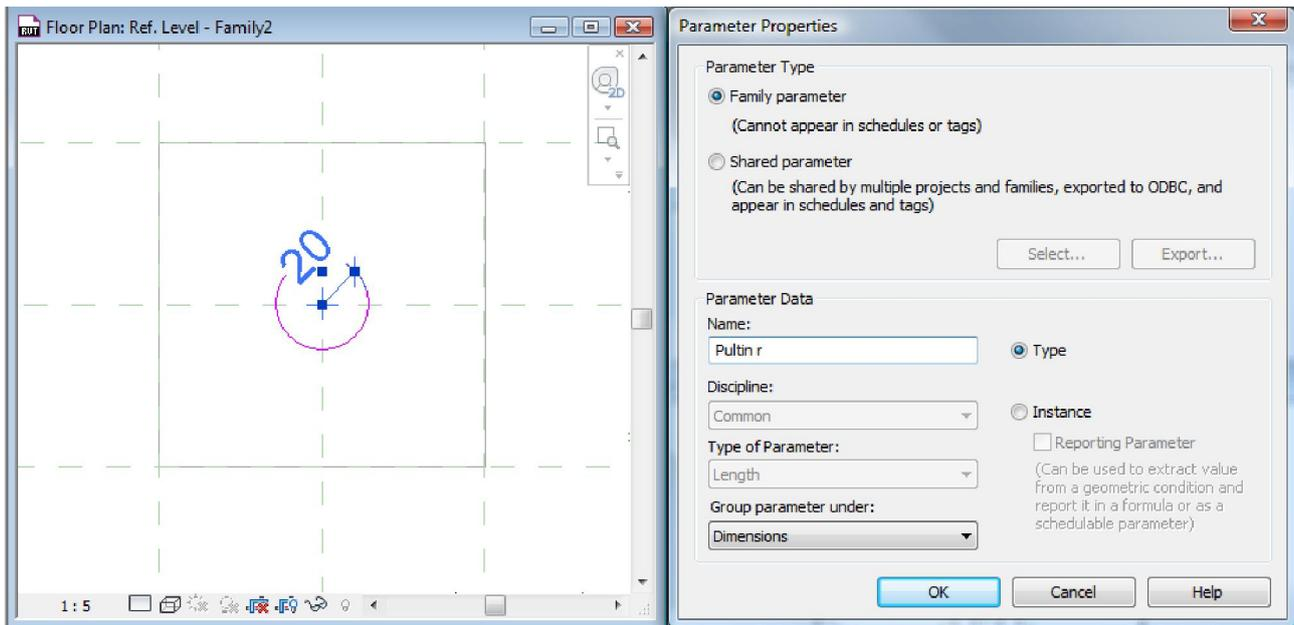 RVT
Floor Plan: Ref. Level - Family2
2D
20
1 : 5
Parameter Properties
Parameter Type
Family parameter
(Cannot appear in schedules or tags)
Shared parameter
(Can be shared by multiple projects and families, exported to ODBC, and
appear in schedules and tags)
Select...
Export...
Parameter Data
Name:
Pultin r
Type
Discipline:
Common
Instance
Reporting Parameter
Type of Parameter:
(Can be used to extract value
from a geometric condition and
report it in a formula or as a
schedulable parameter)
Length
Group parameter under:
Dimensions
OK
Cancel
Help